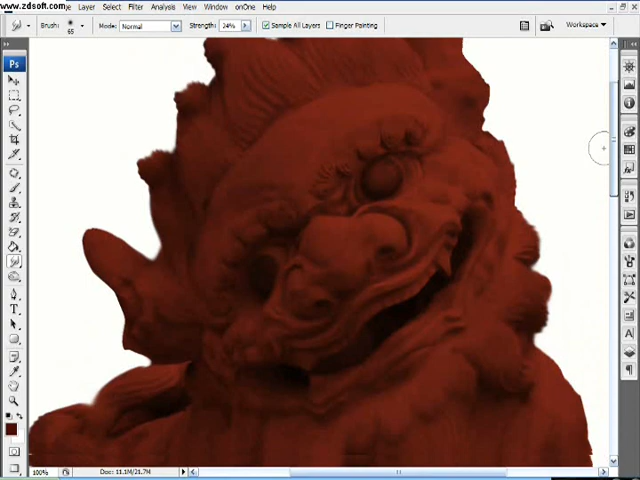 www.zdsoft.com
Layer Select Filter Analysis View Window onOne Help
Brush: 65 Mode: Normal Strength: 24% Sample All Layers Finger Painting Workspace
Ps
T
A
100% Doc: 11.1M/21.7M